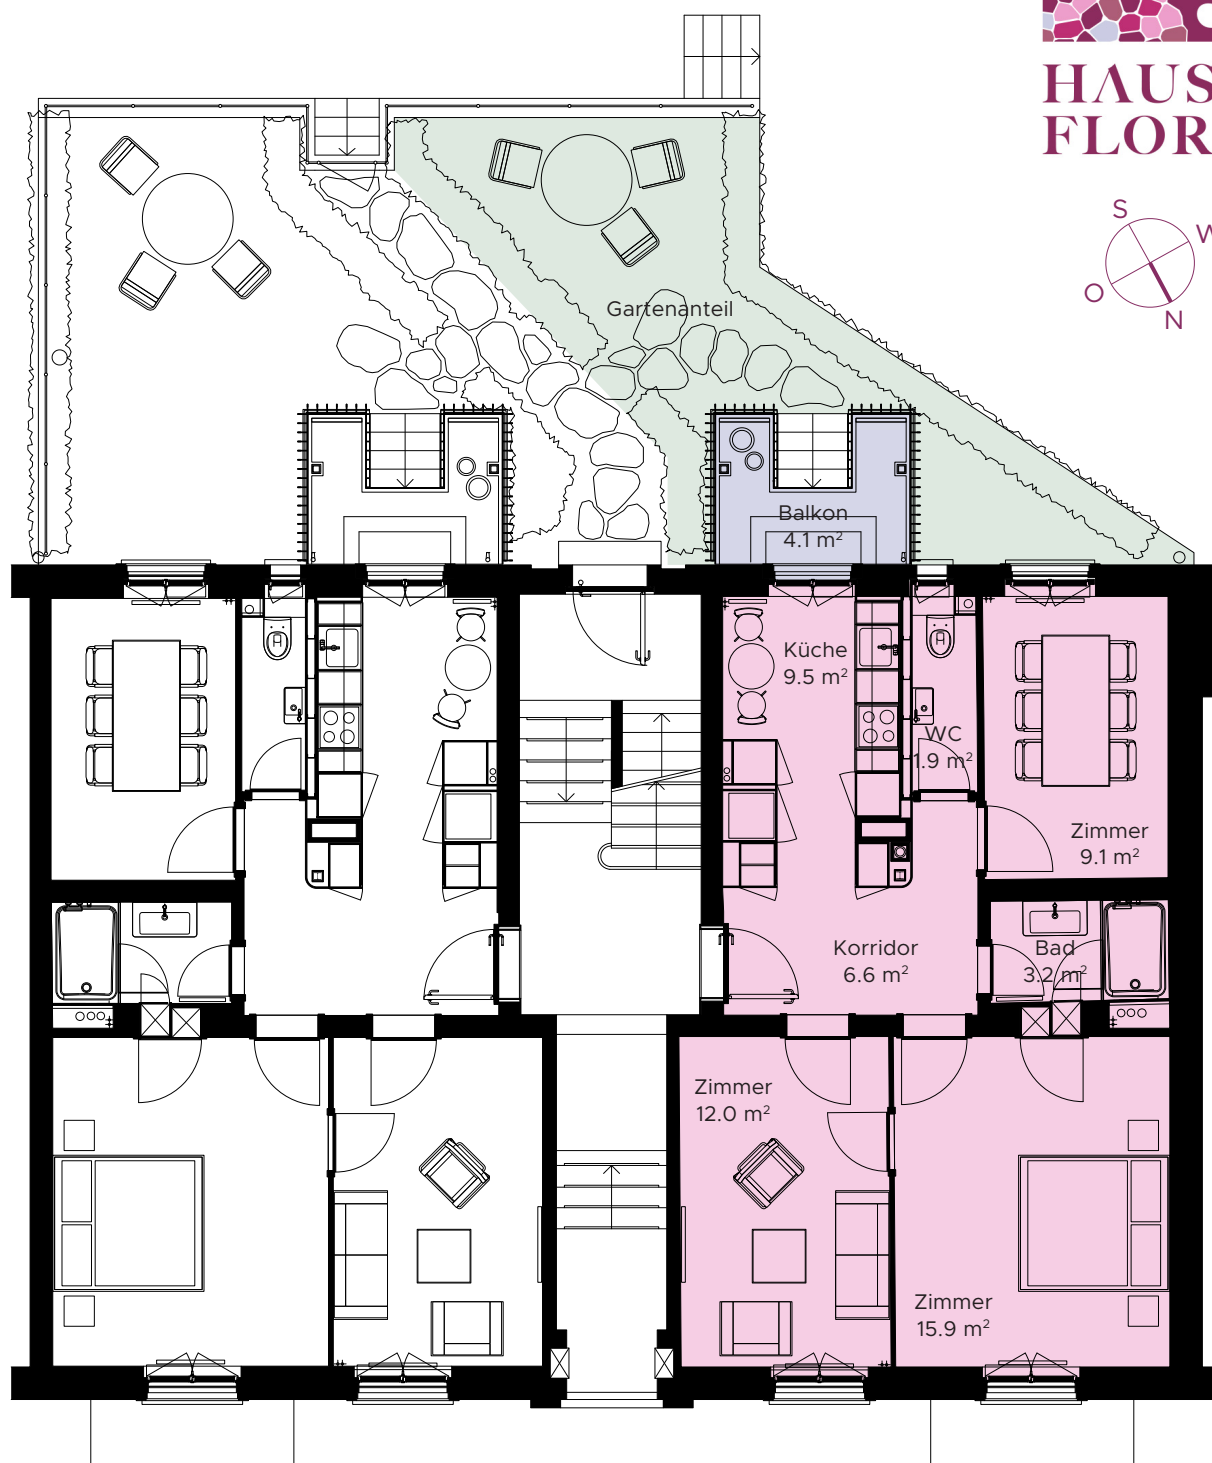 HAUS
FLOR
S
W
O
N
Gartenanteil
Balkon
4.1 m²
Küche
9.5 m²
WC
1.9 m²
Zimmer
9.1 m²
Korridor
6.6 m²
Bad
3.2 m²
Zimmer
12.0 m²
Zimmer
15.9 m²